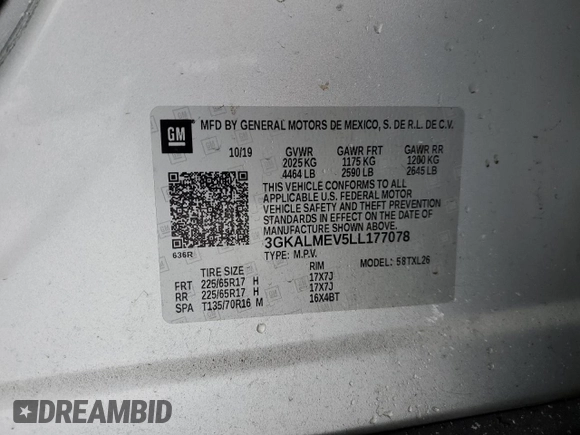 GM MFD BY GENERAL MOTORS DE MEXICO, S. DE R.L. DE C.V.
10/19 GVWR GAWR FRT GAWR RR
2025 KG 1175 KG 1200 KG
4464 LB 2590 LB 2645 LB
THIS VEHICLE CONFORMS TO ALL
APPLICABLE U.S. FEDERAL MOTOR
VEHICLE SAFETY AND THEFT PREVENTION
STANDARDS IN EFFECT ON THE DATE OF
MANUFACTURE SHOWN ABOVE.
3GKALMEV5LL177078
636R TYPE: M.P.V. MODEL: 58TXL26
TIRE SIZE RIM
FRT 225/65R17 H 17X7J
RR 225/65R17 H 17X7J
SPA T135/70R16 M 16X4BT
DREAMBID